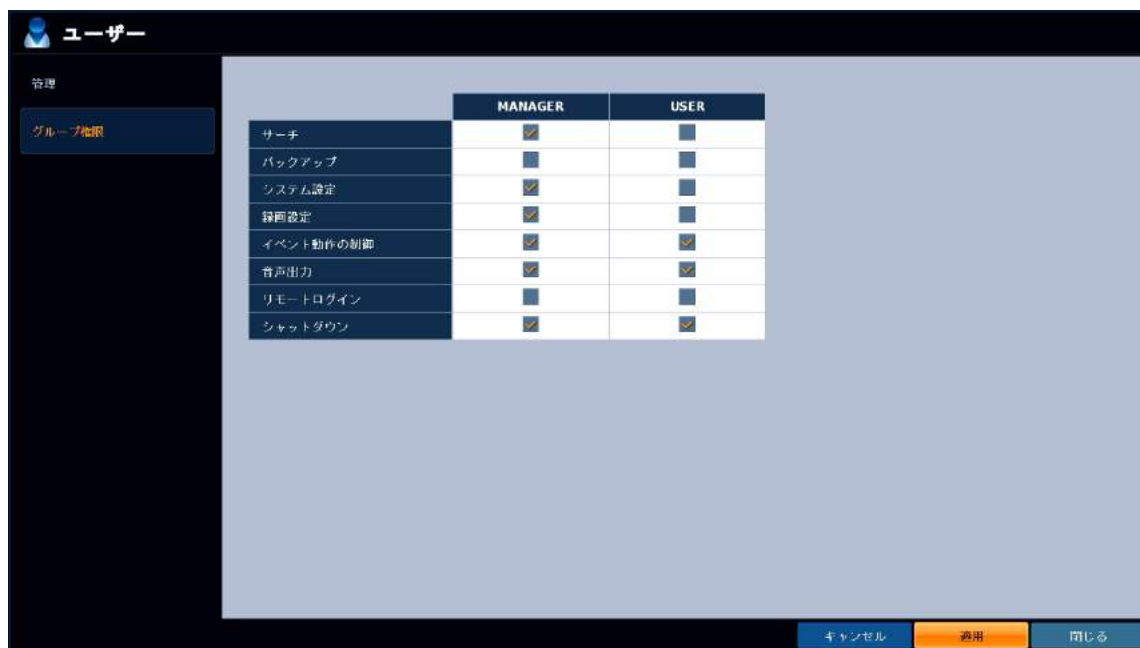 ユーザー
管理
グループ権限
MANAGER USER
サーチ
バックアップ
システム設定
録画設定
イベント動作の制御
音声出力
リモートログイン
シャットダウン
キャンセル 適用 閉じる